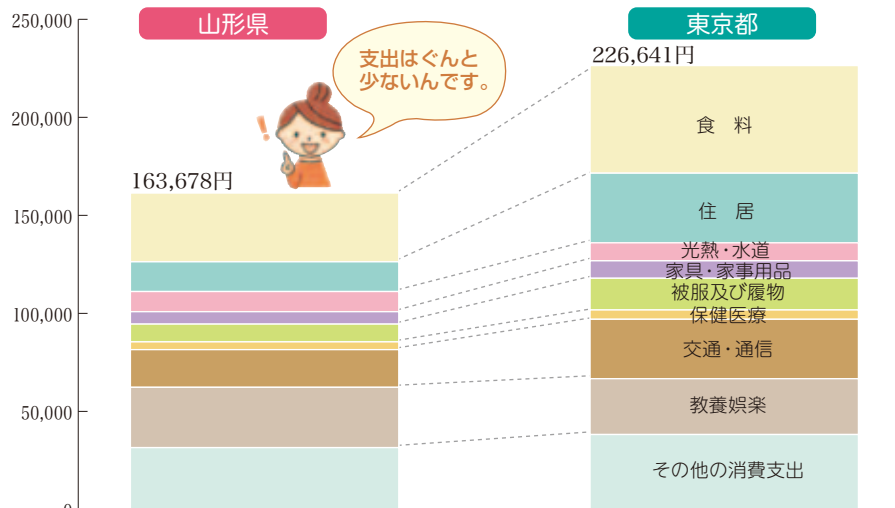 山形県
東京都
支出はぐんと
少ないんです。
250,000
200,000
150,000
100,000
50,000
0
163,678円
226,641円
食 料
住 居
光熱・水道
家具・家事用品
被服及び履物
保健医療
交通・通信
教養娯楽
その他の消費支出